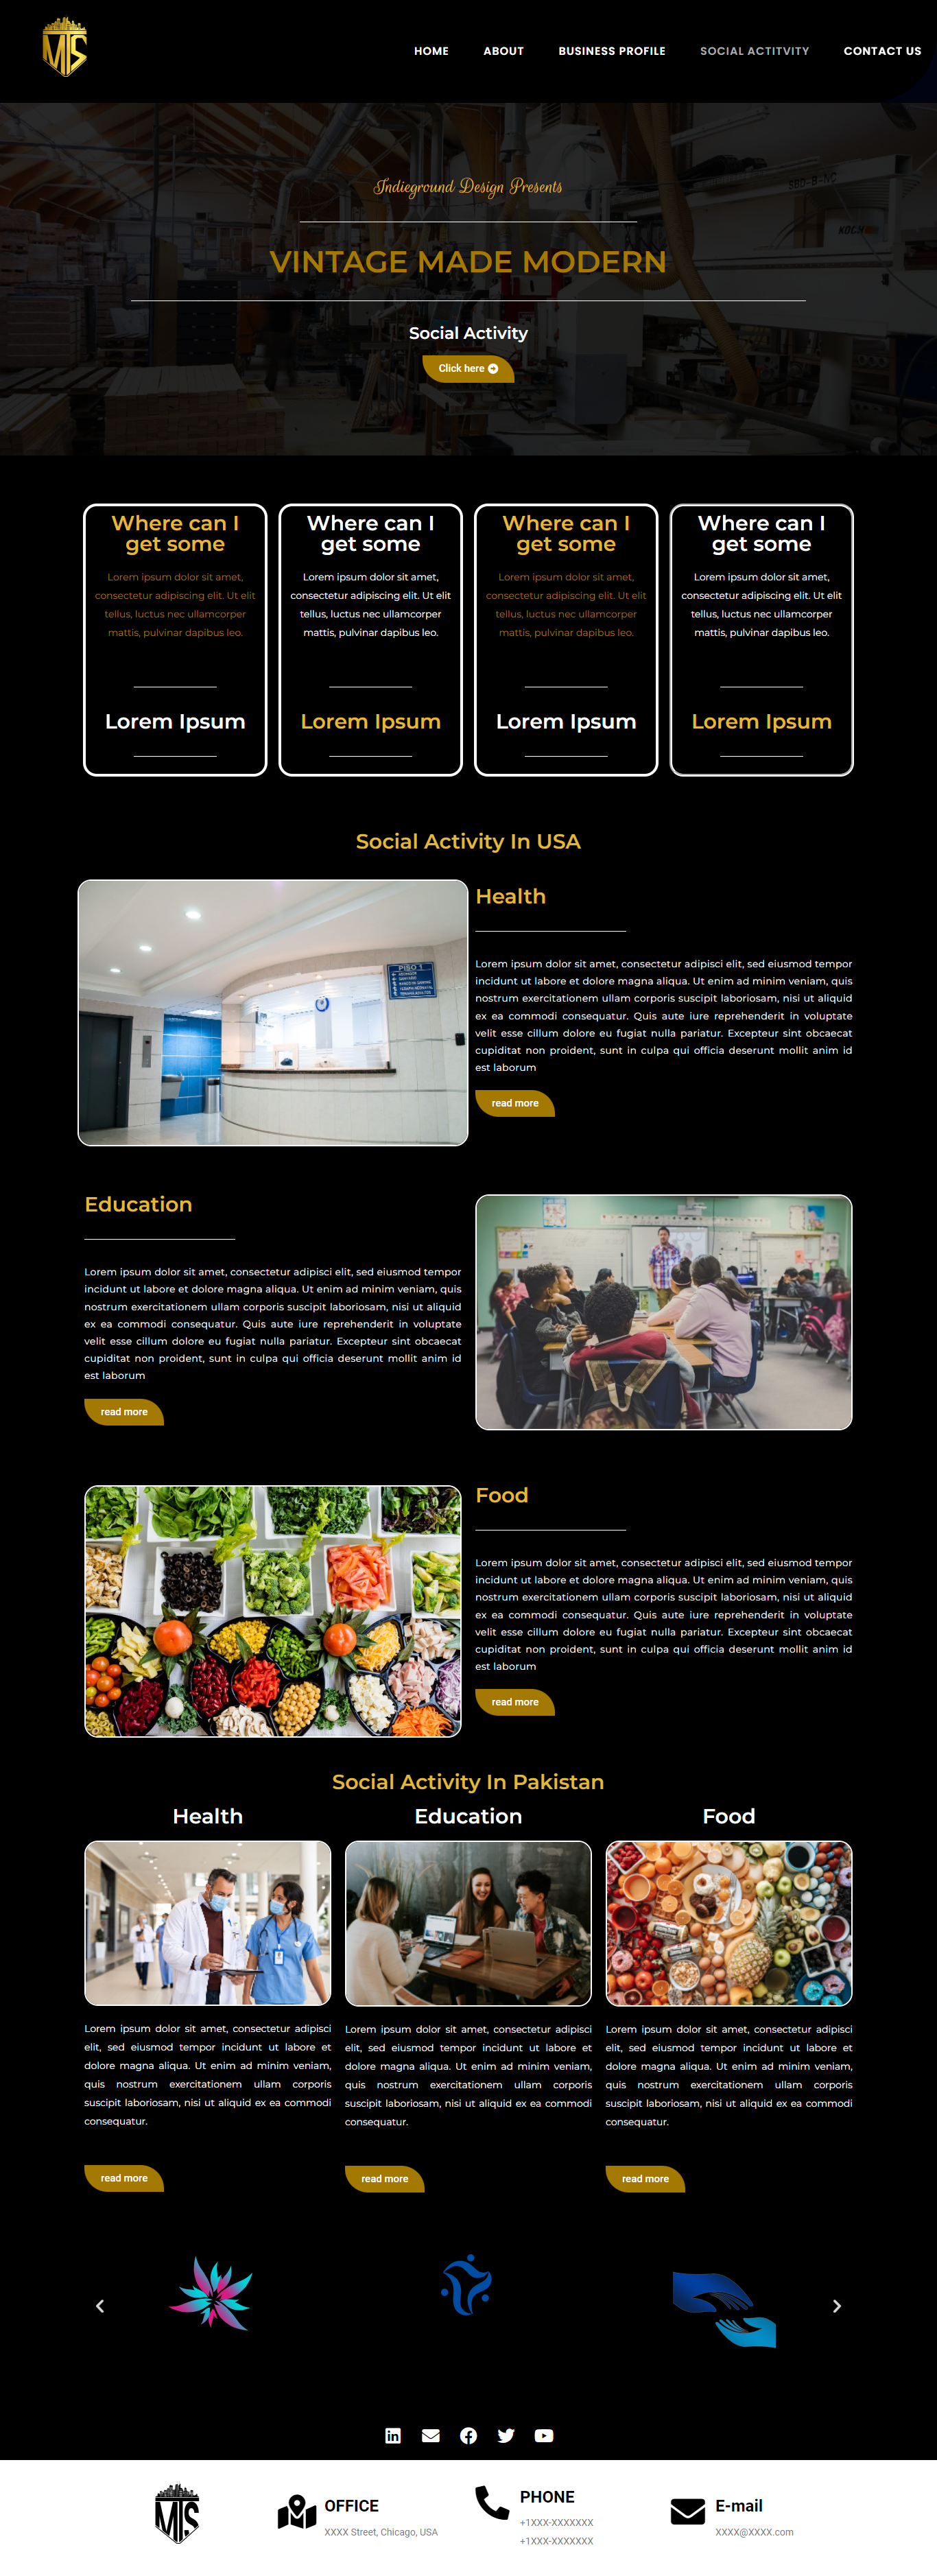 MTS
HOME ABOUT BUSINESS PROFILE SOCIAL ACTITVITY CONTACT US
Indieground Design Presents
VINTAGE MADE MODERN
Social Activity
Click here
SBO-B-NC
KOCH
Where can I
get some
Lorem ipsum dolor sit amet,
consectetur adipiscing elit. Ut elit
tellus, luctus nec ullamcorper
mattis, pulvinar dapibus leo.
Lorem Ipsum
Where can I
get some
Lorem ipsum dolor sit amet,
consectetur adipiscing elit. Ut elit
tellus, luctus nec ullamcorper
mattis, pulvinar dapibus leo.
Lorem Ipsum
Where can I
get some
Lorem ipsum dolor sit amet,
consectetur adipiscing elit. Ut elit
tellus, luctus nec ullamcorper
mattis, pulvinar dapibus leo.
Lorem Ipsum
Where can I
get some
Lorem ipsum dolor sit amet,
consectetur adipiscing elit. Ut elit
tellus, luctus nec ullamcorper
mattis, pulvinar dapibus leo.
Lorem Ipsum
Social Activity In USA
PISO 1
Health
Lorem ipsum dolor sit amet, consectetur adipisci elit, sed eiusmod tempor
incidunt ut labore et dolore magna aliqua. Ut enim ad minim veniam, quis
nostrum exercitationem ullam corporis suscipit laboriosam, nisi ut aliquid
ex ea commodi consequatur. Quis aute iure reprehenderit in voluptate
velit esse cillum dolore eu fugiat nulla pariatur. Excepteur sint obcaecat
cupiditat non proident, sunt in culpa qui officia deserunt mollit anim id
est laborum
read more
Education
Lorem ipsum dolor sit amet, consectetur adipisci elit, sed eiusmod tempor
incidunt ut labore et dolore magna aliqua. Ut enim ad minim veniam, quis
nostrum exercitationem ullam corporis suscipit laboriosam, nisi ut aliquid
ex ea commodi consequatur. Quis aute iure reprehenderit in voluptate
velit esse cillum dolore eu fugiat nulla pariatur. Excepteur sint obcaecat
cupiditat non proident, sunt in culpa qui officia deserunt mollit anim id
est laborum
read more
Food
Lorem ipsum dolor sit amet, consectetur adipisci elit, sed eiusmod tempor
incidunt ut labore et dolore magna aliqua. Ut enim ad minim veniam, quis
nostrum exercitationem ullam corporis suscipit laboriosam, nisi ut aliquid
ex ea commodi consequatur. Quis aute iure reprehenderit in voluptate
velit esse cillum dolore eu fugiat nulla pariatur. Excepteur sint obcaecat
cupiditat non proident, sunt in culpa qui officia deserunt mollit anim id
est laborum
read more
Social Activity In Pakistan
Health
Lorem ipsum dolor sit amet, consectetur adipisci
elit, sed eiusmod tempor incidunt ut labore et
dolore magna aliqua. Ut enim ad minim veniam,
quis nostrum exercitationem ullam corporis
suscipit laboriosam, nisi ut aliquid ex ea commodi
consequatur.
read more
Education
Lorem ipsum dolor sit amet, consectetur adipisci
elit, sed eiusmod tempor incidunt ut labore et
dolore magna aliqua. Ut enim ad minim veniam,
quis nostrum exercitationem ullam corporis
suscipit laboriosam, nisi ut aliquid ex ea commodi
consequatur.
read more
Food
Lorem ipsum dolor sit amet, consectetur adipisci
elit, sed eiusmod tempor incidunt ut labore et
dolore magna aliqua. Ut enim ad minim veniam,
quis nostrum exercitationem ullam corporis
suscipit laboriosam, nisi ut aliquid ex ea commodi
consequatur.
read more
MTS
OFFICE
XXXX Street, Chicago, USA
PHONE
+1XXX-XXXXXXX
+1XXX-XXXXXXX
E-mail
XXXX@XXXX.com